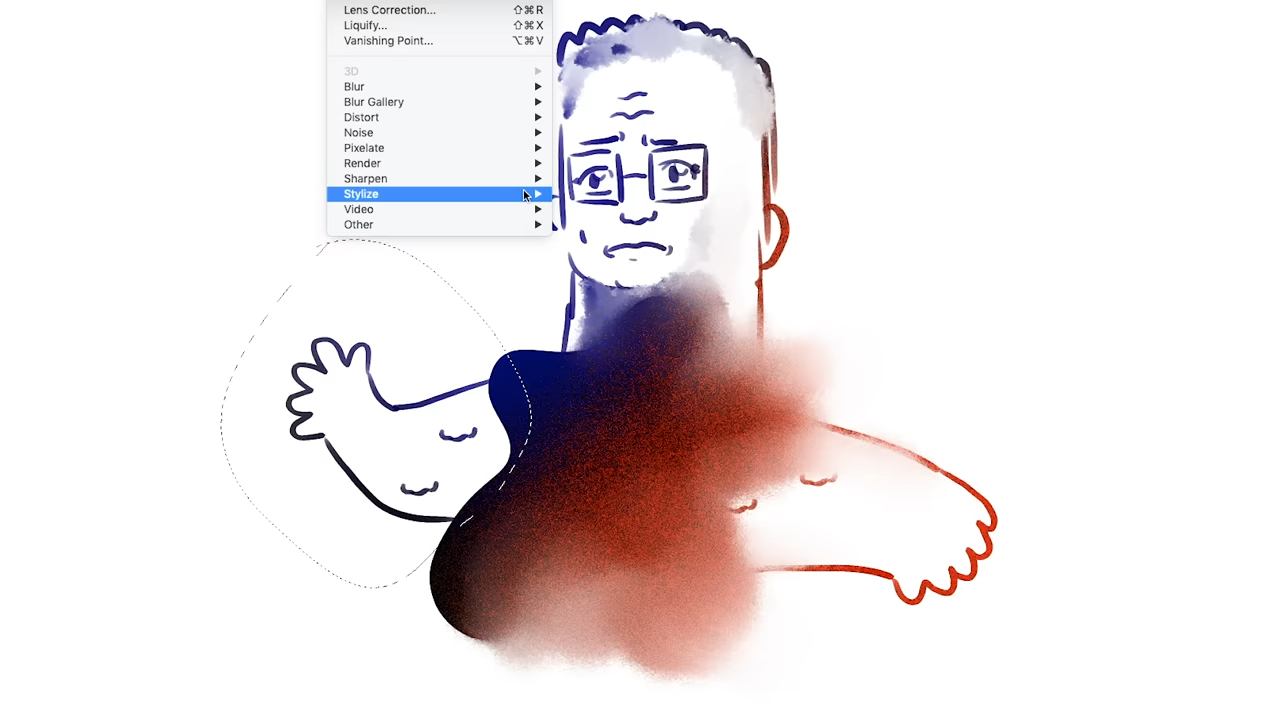 Lens Correction... ⇧⌘R
Liquify... ⇧⌘X
Vanishing Point... ⌥⌘V
3D
Blur
Blur Gallery
Distort
Noise
Pixelate
Render
Sharpen
Stylize
Video
Other